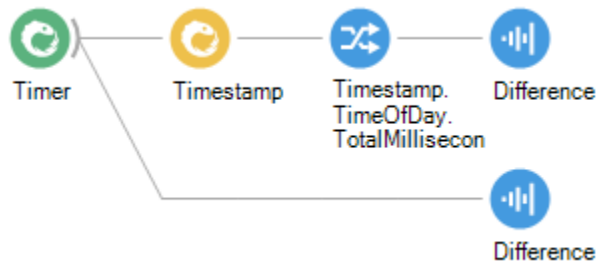 Timer
Timestamp
Timestamp.
TimeOfDay.
TotalMillisecon
Difference
Difference